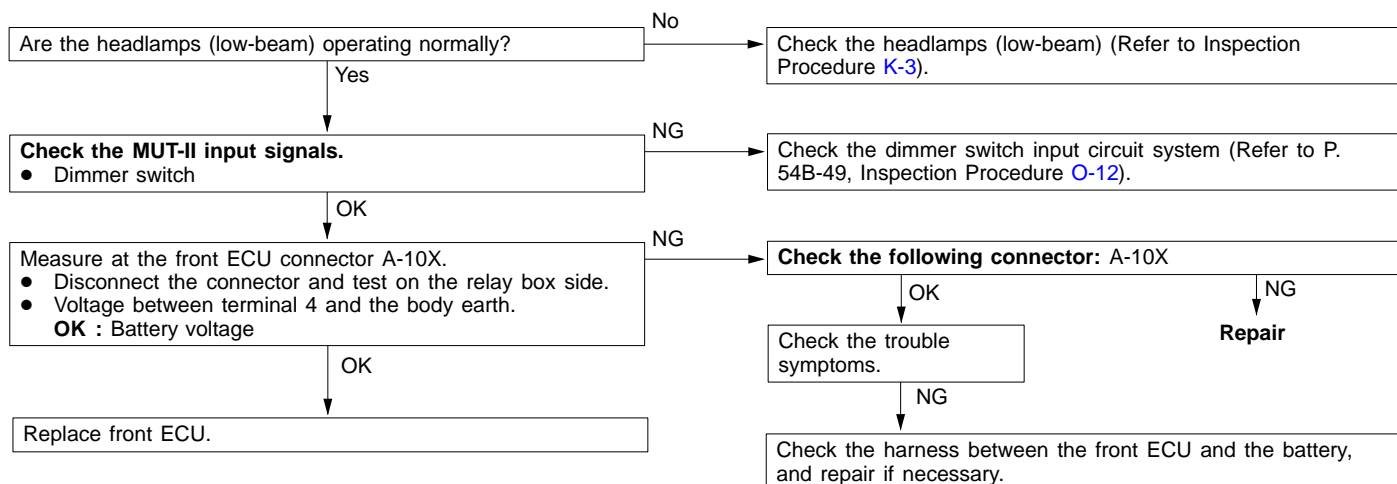 Are the headlamps (low-beam) operating normally?
No
Check the headlamps (low-beam) (Refer to Inspection
Procedure K-3).
Yes
Check the MUT-II input signals.
● Dimmer switch
NG
Check the dimmer switch input circuit system (Refer to P.
54B-49, Inspection Procedure O-12).
OK
Measure at the front ECU connector A-10X.
● Disconnect the connector and test on the relay box side.
● Voltage between terminal 4 and the body earth.
OK : Battery voltage
NG
Check the following connector: A-10X
OK
NG
Repair
Check the trouble
symptoms.
OK
NG
Replace front ECU.
Check the harness between the front ECU and the battery,
and repair if necessary.